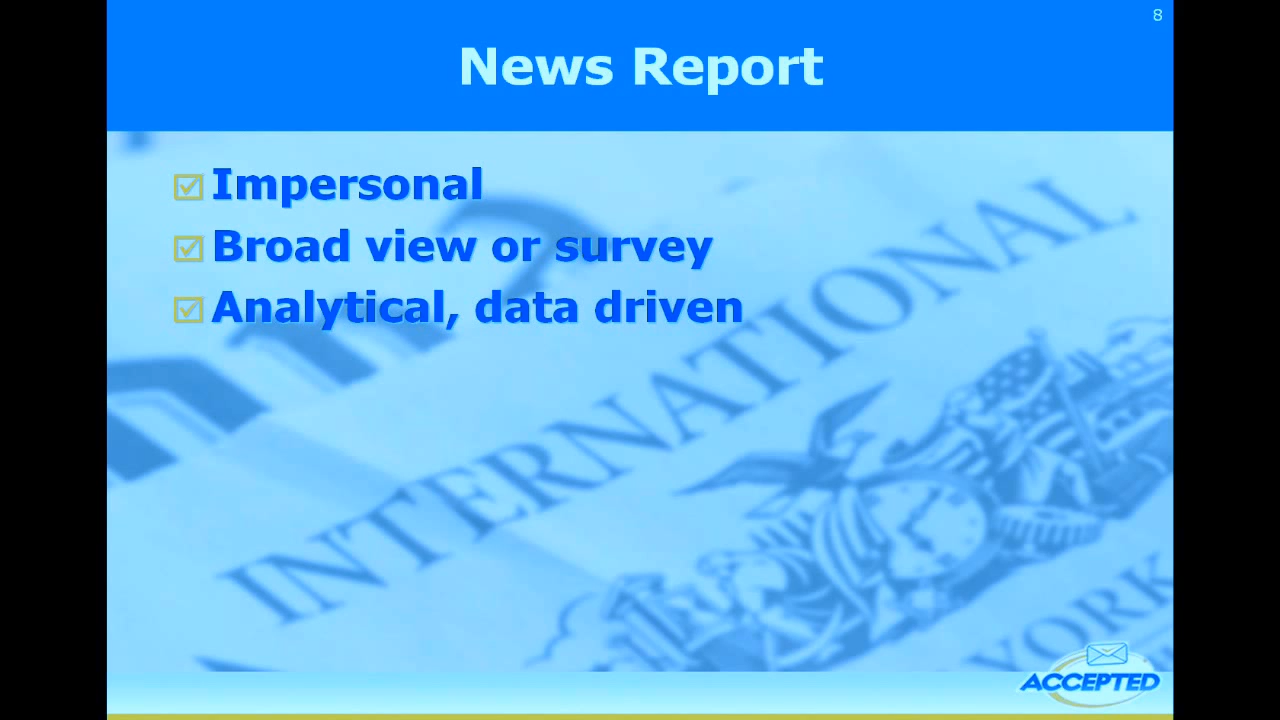 8
News Report
Impersonal
Broad view or survey
Analytical, data driven
INTERNATIONAL
YORK
ACCEPTED